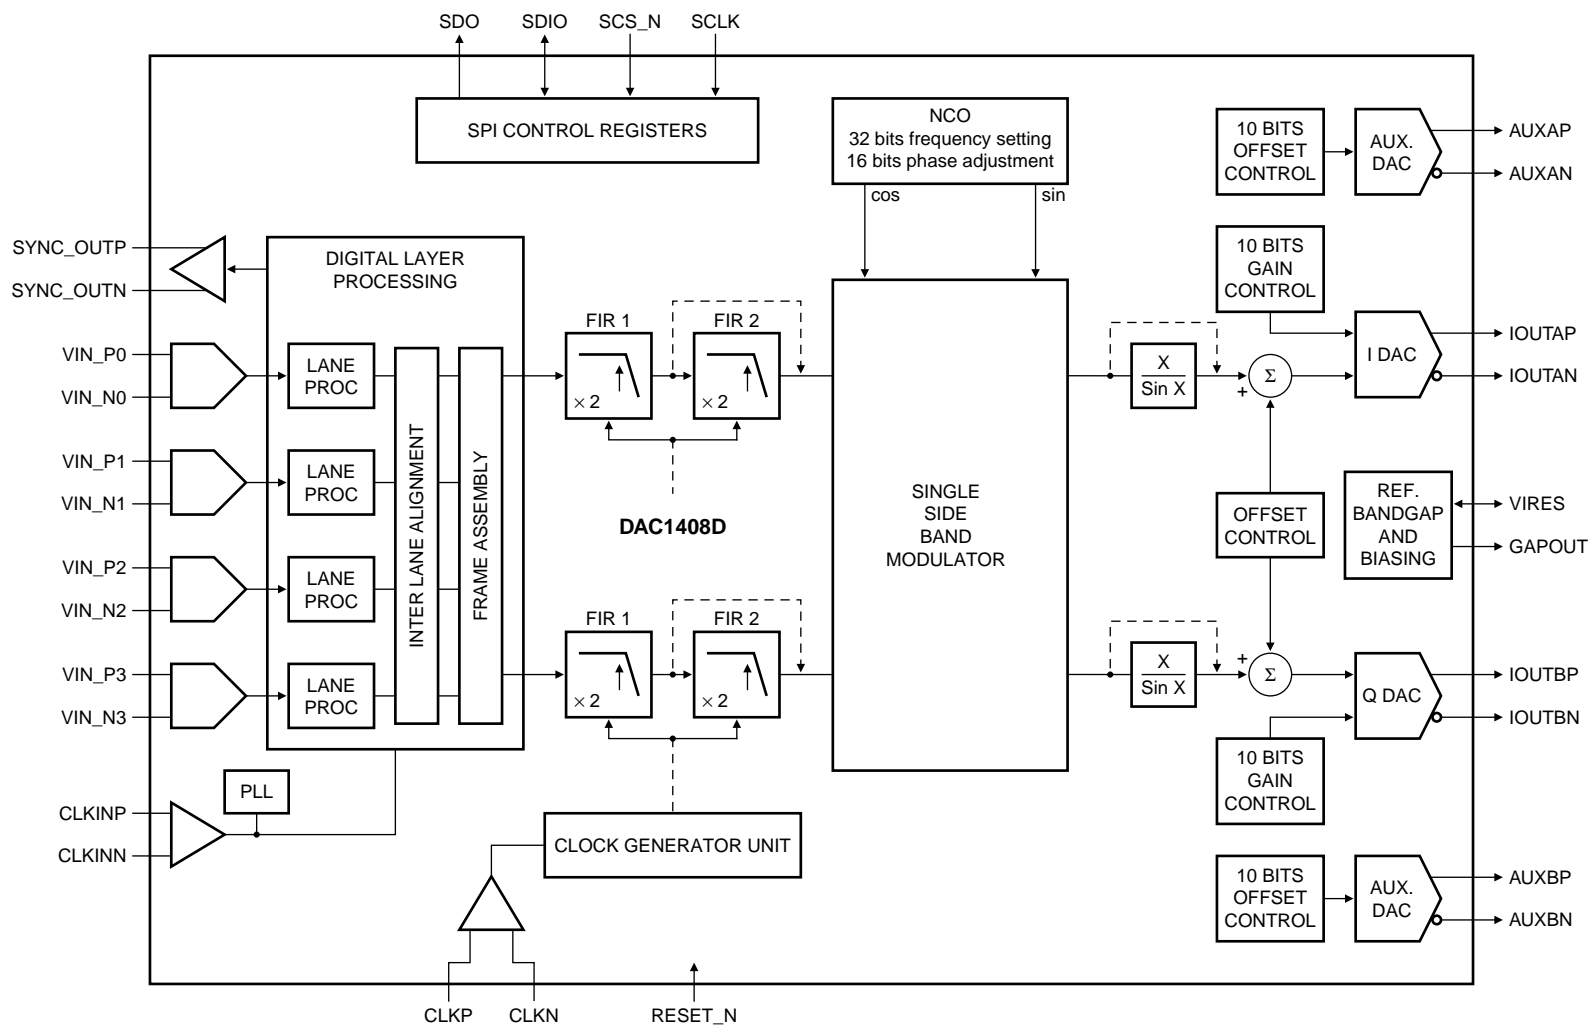 SDO SDIO SCS_N SCLK
SPI CONTROL REGISTERS
NCO
32 bits frequency setting
16 bits phase adjustment
cos sin
10 BITS
OFFSET
CONTROL
AUX.
DAC
AUXAP
AUXAN
SYNC_OUTP
SYNC_OUTN
DIGITAL LAYER
PROCESSING
10 BITS
GAIN
CONTROL
VIN_P0
VIN_N0
LANE
PROC
VIN_P1
VIN_N1
LANE
PROC
VIN_P2
VIN_N2
LANE
PROC
VIN_P3
VIN_N3
LANE
PROC
INTER LANE ALIGNMENT
FRAME ASSEMBLY
FIR 1
× 2
FIR 2
× 2
DAC1408D
FIR 1
× 2
FIR 2
× 2
SINGLE
SIDE
BAND
MODULATOR
X
Sin X
+
Σ
I DAC
IOUTAP
IOUTAN
OFFSET
CONTROL
REF.
BANDGAP
AND
BIASING
VIRES
GAPOUT
X
Sin X
+
Σ
Q DAC
IOUTBP
IOUTBN
10 BITS
GAIN
CONTROL
PLL
CLKINP
CLKINN
CLOCK GENERATOR UNIT
10 BITS
OFFSET
CONTROL
AUX.
DAC
AUXBP
AUXBN
CLKP CLKN RESET_N